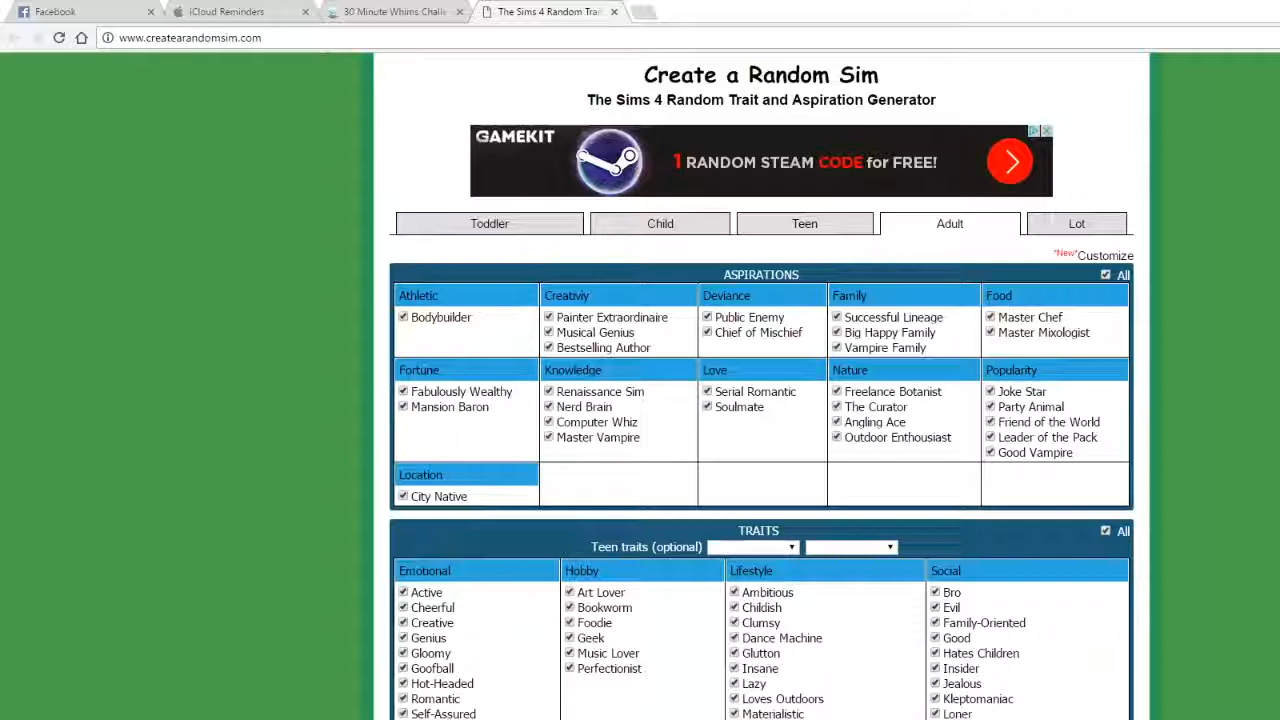 Facebook
iCloud Reminders
30 Minute Whims Challe
The Sims 4 Random Trai
www.createarandomsim.com
Create a Random Sim
The Sims 4 Random Trait and Aspiration Generator
GAMEKIT
1 RANDOM STEAM CODE for FREE!
Toddler Child Teen Adult Lot
*New* Customize
ASPIRATIONS All
Athletic Creativiy Deviance Family Food
Bodybuilder Painter Extraordinaire Public Enemy Successful Lineage Master Chef
Musical Genius Chief of Mischief Big Happy Family Master Mixologist
Bestselling Author Vampire Family
Fortune Knowledge Love Nature Popularity
Fabulously Wealthy Renaissance Sim Serial Romantic Freelance Botanist Joke Star
Mansion Baron Nerd Brain Soulmate The Curator Party Animal
Computer Whiz Angling Ace Friend of the World
Master Vampire Outdoor Enthusiast Leader of the Pack
Good Vampire
Location
City Native
TRAITS All
Teen traits (optional)
Emotional Hobby Lifestyle Social
Active Art Lover Ambitious Bro
Cheerful Bookworm Childish Evil
Creative Foodie Clumsy Family-Oriented
Genius Geek Dance Machine Good
Gloomy Music Lover Glutton Hates Children
Goofball Perfectionist Insane Insider
Hot-Headed Lazy Jealous
Romantic Loves Outdoors Kleptomaniac
Self-Assured Materialistic Loner